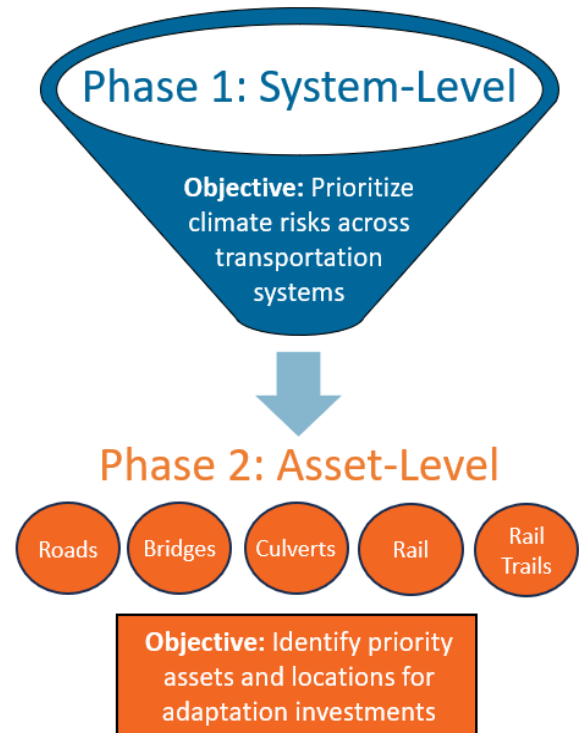 Phase 1: System-Level
Objective: Prioritize
climate risks across
transportation
systems
Phase 2: Asset-Level
Roads
Bridges
Culverts
Rail
Rail
Trails
Objective: Identify priority
assets and locations for
adaptation investments